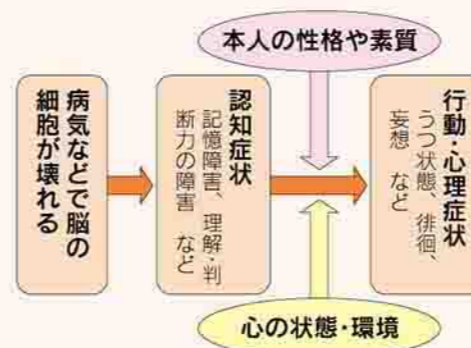 本人の性格や素質
病気などで脳の
細胞が壊れる
認知症状
記憶障害、理解・判
断力の障害 など
行動・心理症状
うつ状態、徘徊、
妄想 など
心の状態・環境